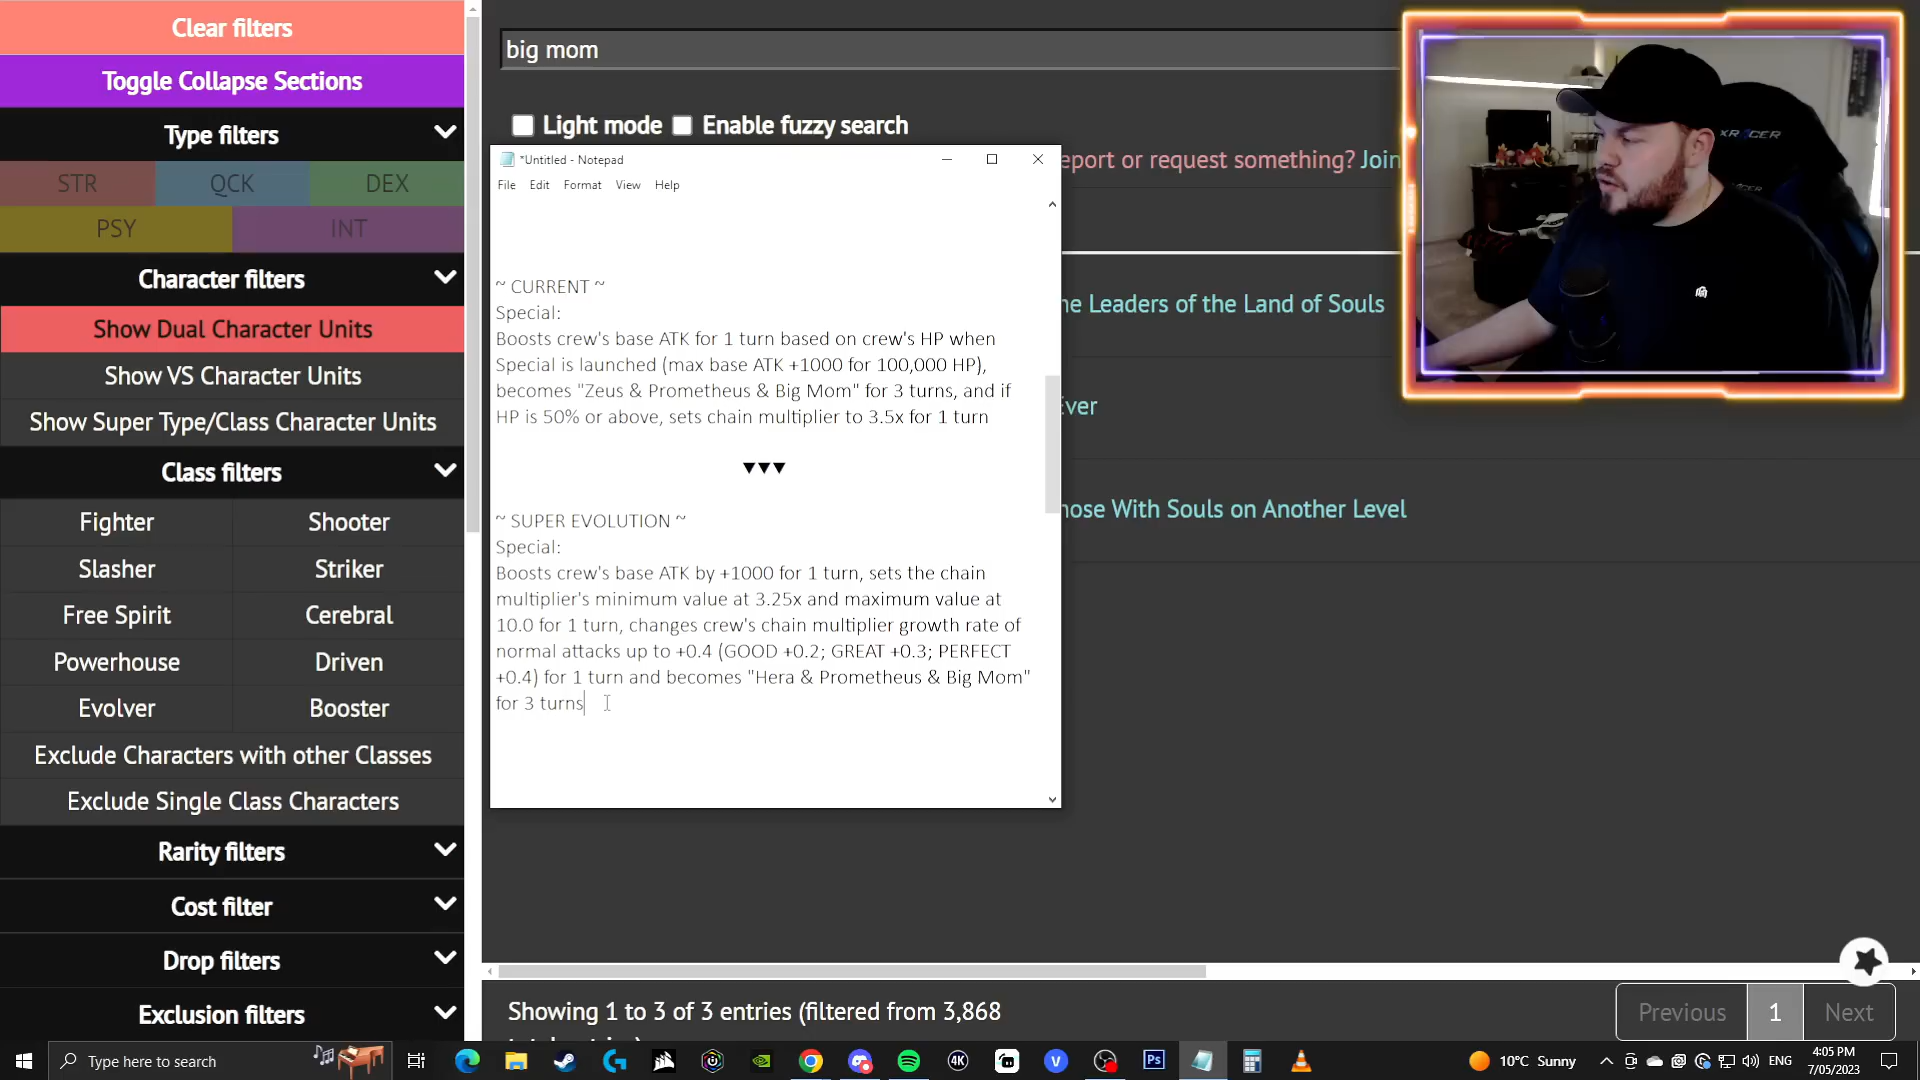 Clear filters
Toggle Collapse Sections
Type filters
STR
QCK
DEX
PSY
INT
Character filters
Show Dual Character Units
Show VS Character Units
Show Super Type/Class Character Units
Class filters
Fighter
Shooter
Slasher
Striker
Free Spirit
Cerebral
Powerhouse
Driven
Evolver
Booster
Exclude Characters with other Classes
Exclude Single Class Characters
Rarity filters
Cost filter
Drop filters
Exclusion filters
big mom
Light mode
Enable fuzzy search
eport or request something? Join
*Untitled - Notepad
File Edit Format View Help
~ CURRENT ~
Special:
Boosts crew's base ATK for 1 turn based on crew's HP when
Special is launched (max base ATK +1000 for 100,000 HP),
becomes "Zeus & Prometheus & Big Mom" for 3 turns, and if
HP is 50% or above, sets chain multiplier to 3.5x for 1 turn
▼▼▼
~ SUPER EVOLUTION ~
Special:
Boosts crew's base ATK by +1000 for 1 turn, sets the chain
multiplier's minimum value at 3.25x and maximum value at
10.0 for 1 turn, changes crew's chain multiplier growth rate of
normal attacks up to +0.4 (GOOD +0.2; GREAT +0.3; PERFECT
+0.4) for 1 turn and becomes "Hera & Prometheus & Big Mom"
for 3 turns
ne Leaders of the Land of Souls
Ever
hose With Souls on Another Level
XRACER
Showing 1 to 3 of 3 entries (filtered from 3,868
Previous
1
Next
Type here to search
4K
Ps
10°C Sunny
ENG
4:05 PM
7/05/2023